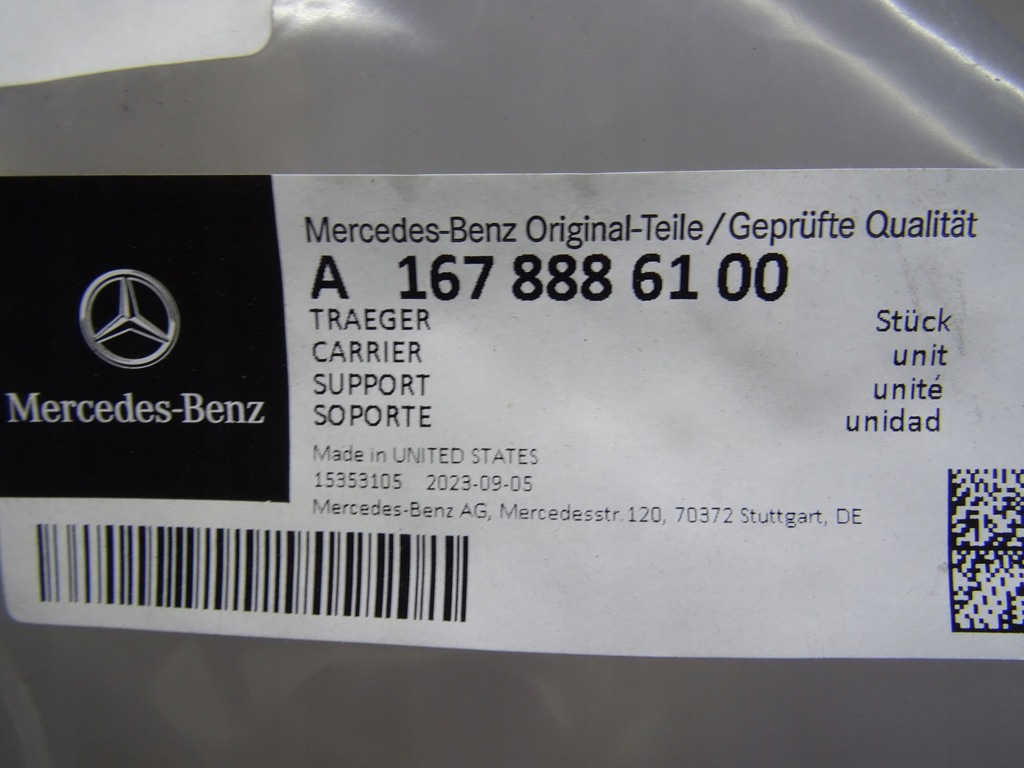 Mercedes-Benz Original-Teile/Geprüfte Qualität
A 167 888 61 00
TRAEGER Stück
CARRIER unit
SUPPORT unité
SOPORTE unidad
Mercedes-Benz
Made in UNITED STATES
15353105 2023-09-05
Mercedes-Benz AG, Mercedesstr.120, 70372 Stuttgart, DE